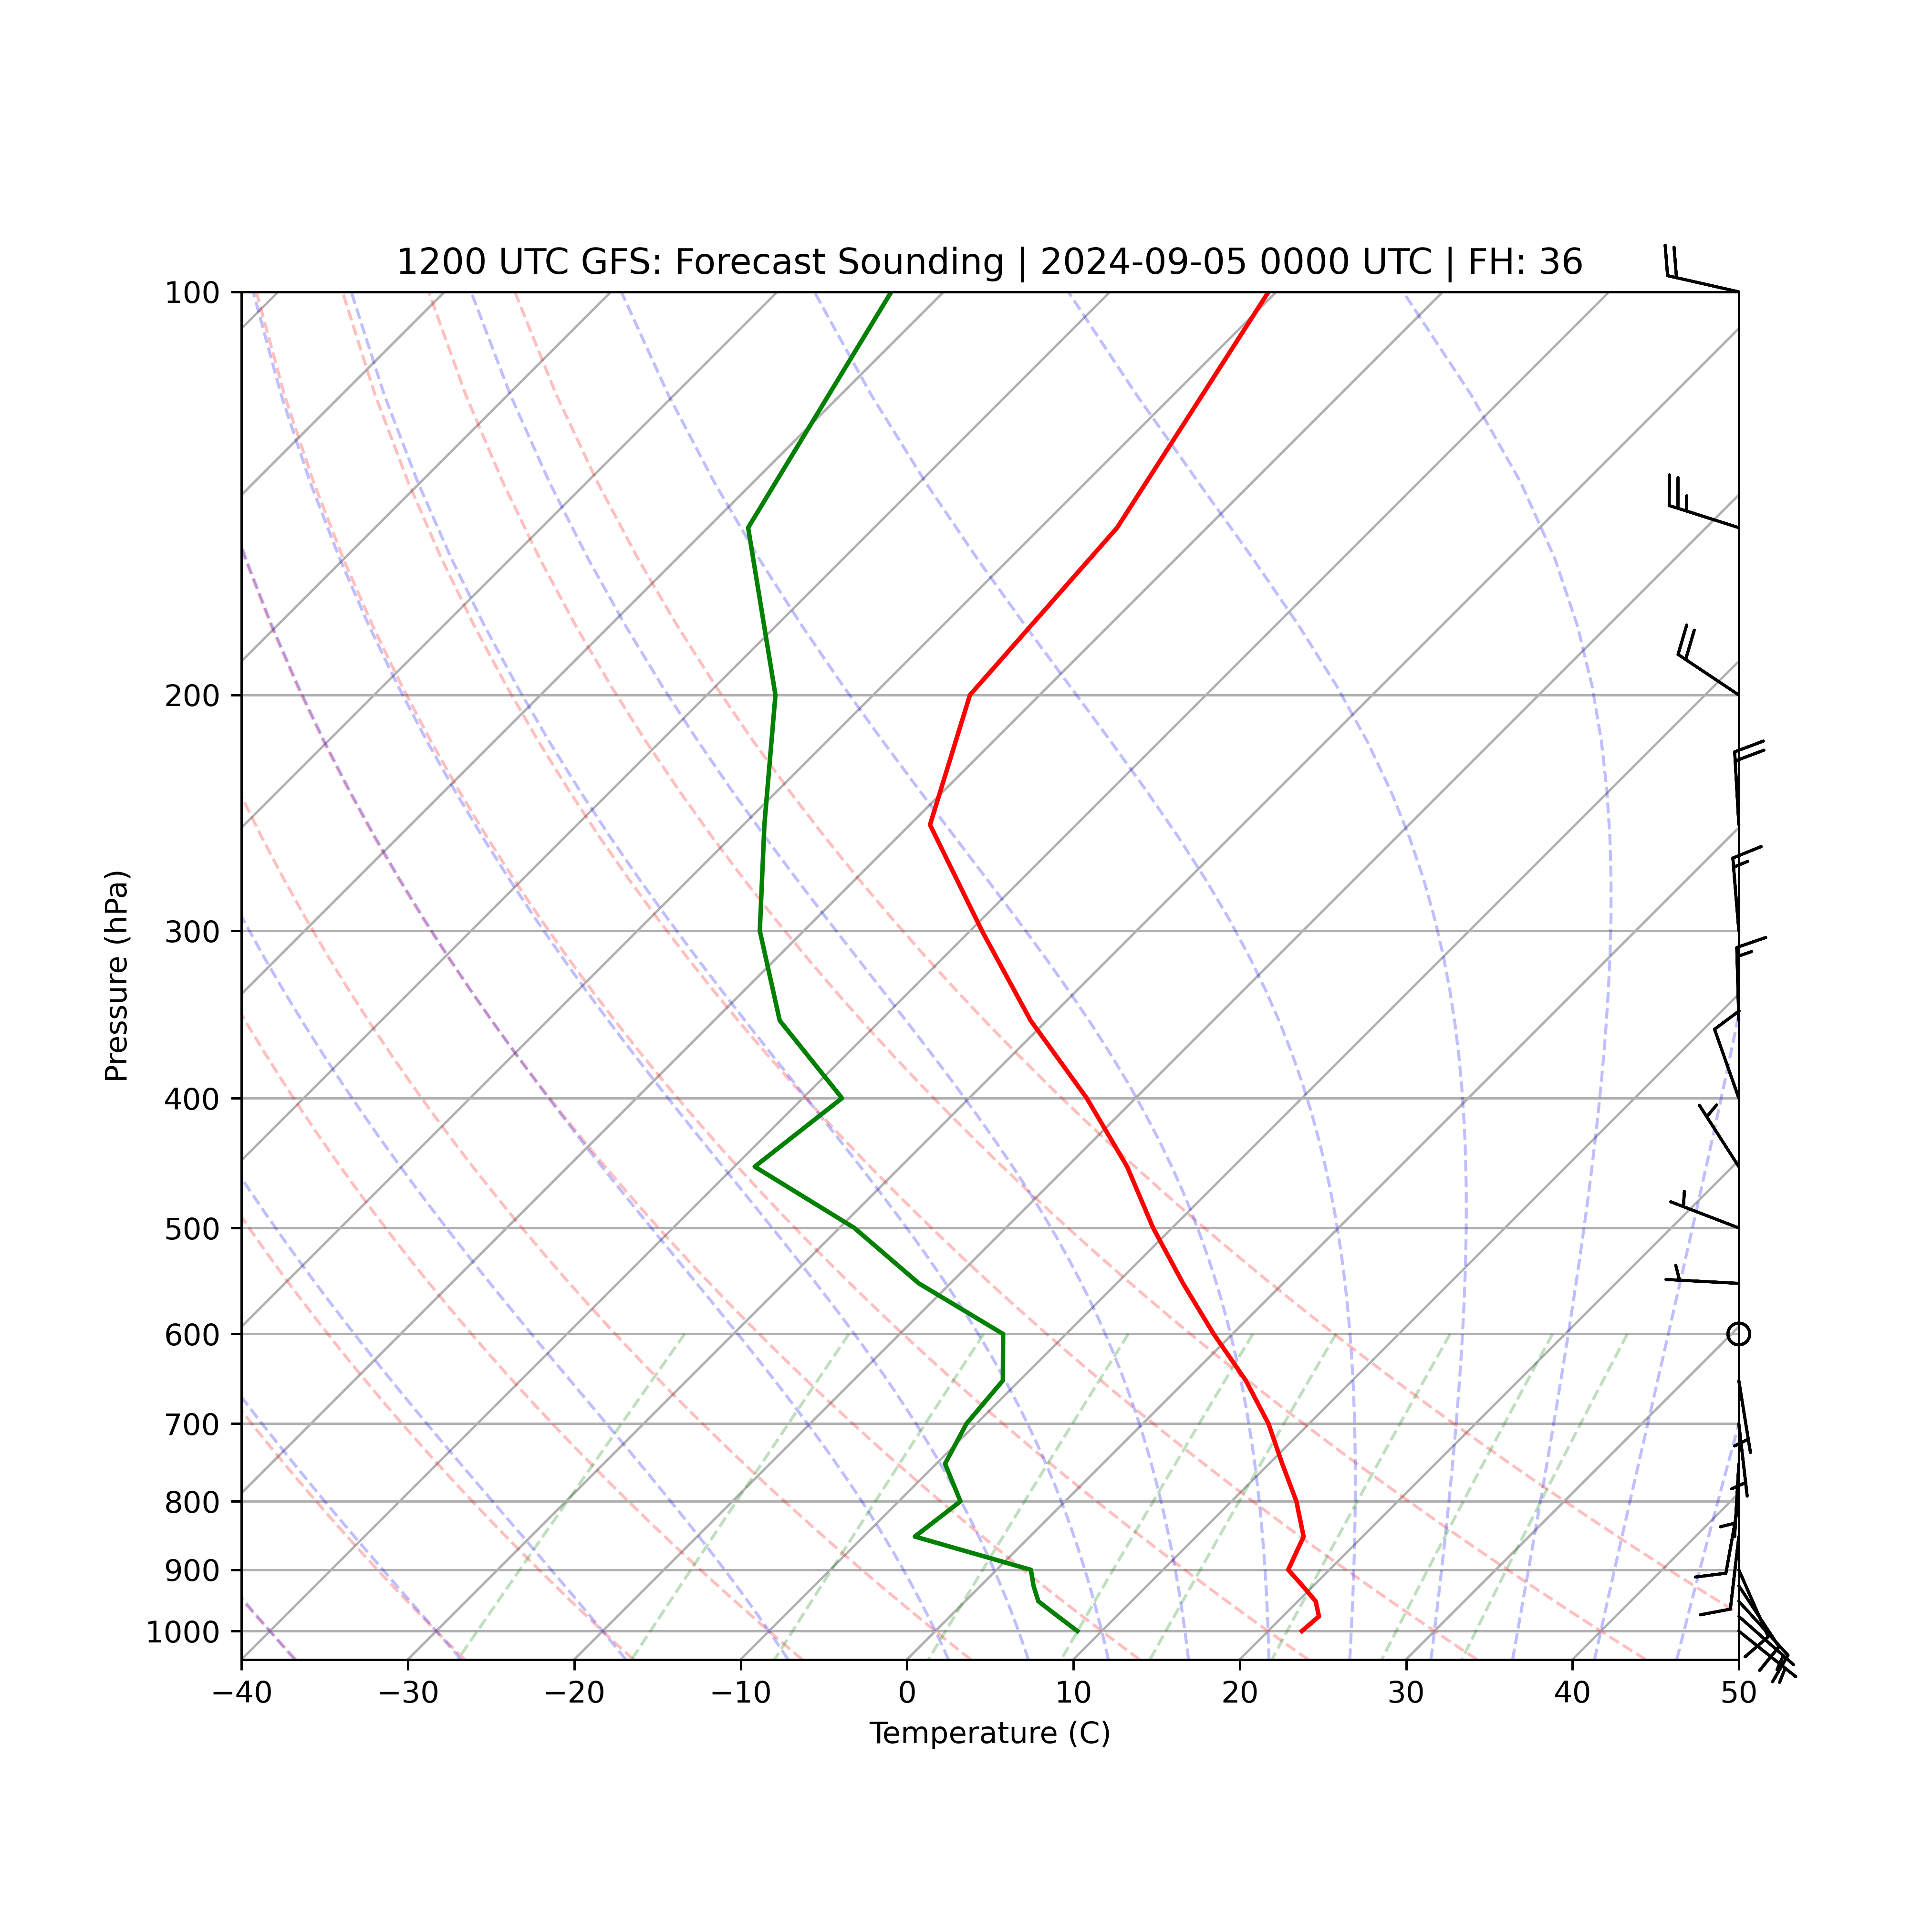 1200 UTC GFS: Forecast Sounding | 2024-09-05 0000 UTC | FH: 36
100
200
300
400
500
600
700
800
900
1000
Pressure (hPa)
−40 −30 −20 −10 0 10 20 30 40 50
Temperature (C)